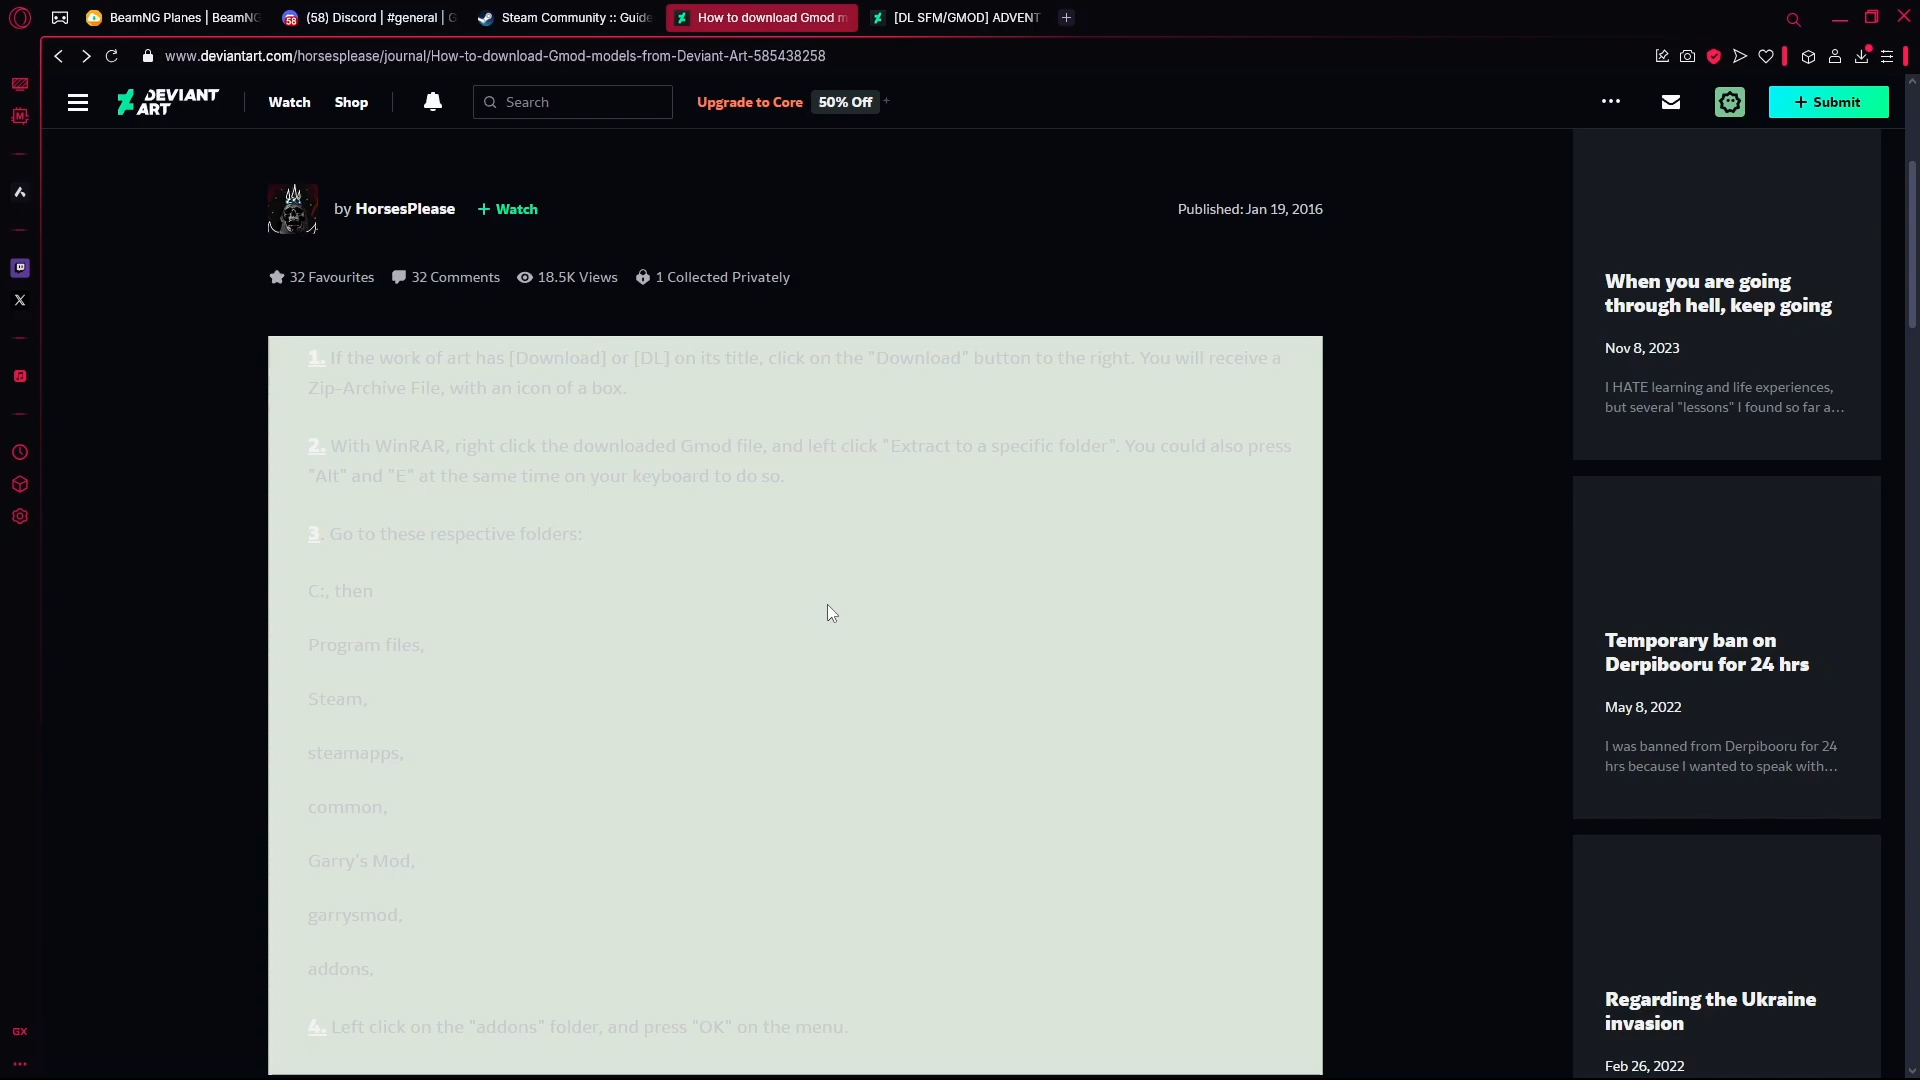 BeamNG Planes | BeamNG
(58) Discord | #general | G
Steam Community :: Guide
How to download Gmod m
[DL SFM/GMOD] ADVENT
www.deviantart.com/horsesplease/journal/How-to-download-Gmod-models-from-Deviant-Art-585438258
DEVIANT ART
Watch
Shop
Search
Upgrade to Core
50% Off
+ Submit
by HorsesPlease
+ Watch
Published: Jan 19, 2016
32 Favourites
32 Comments
18.5K Views
1 Collected Privately
1. If the work of art has [Download] or [DL] on its title, click on the "Download" button to the right. You will receive a
Zip-Archive File, with an icon of a box.
2. With WinRAR, right click the downloaded Gmod file, and left click "Extract to a specific folder". You could also press
"Alt" and "E" at the same time on your keyboard to do so.
3. Go to these respective folders:
C:, then
Program files,
Steam,
steamapps,
common,
Garry's Mod,
garrysmod,
addons,
4. Left click on the "addons" folder, and press "OK" on the menu.
When you are going
through hell, keep going
Nov 8, 2023
I HATE learning and life experiences,
but several "lessons" I found so far a...
Temporary ban on
Derpibooru for 24 hrs
May 8, 2022
I was banned from Derpibooru for 24
hrs because I wanted to speak with...
Regarding the Ukraine
invasion
Feb 26, 2022
GX